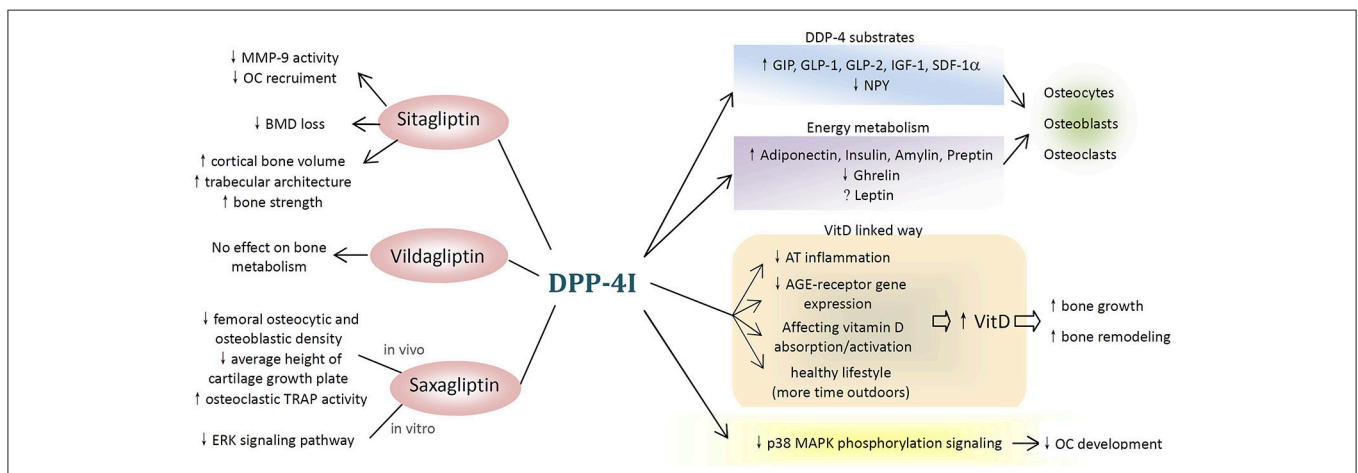 ↓ MMP-9 activity
↓ OC recruiment
↓ BMD loss
↑ cortical bone volume
↑ trabecular architecture
↑ bone strength
Sitagliptin
No effect on bone
metabolism
Vildagliptin
↓ femoral osteocytic and
osteoblastic density
↓ average height of
cartilage growth plate
↑ osteoclastic TRAP activity
in vivo
Saxagliptin
in vitro
↓ ERK signaling pathway
DPP-4I
DDP-4 substrates
↑ GIP, GLP-1, GLP-2, IGF-1, SDF-1α
↓ NPY
Energy metabolism
↑ Adiponectin, Insulin, Amylin, Preptin
↓ Ghrelin
? Leptin
Osteocytes
Osteoblasts
Osteoclasts
VitD linked way
↓ AT inflammation
↓ AGE-receptor gene
expression
Affecting vitamin D
absorption/activation
healthy lifestyle
(more time outdoors)
↑ VitD
↑ bone growth
↑ bone remodeling
↓ p38 MAPK phosphorylation signaling
↓ OC development